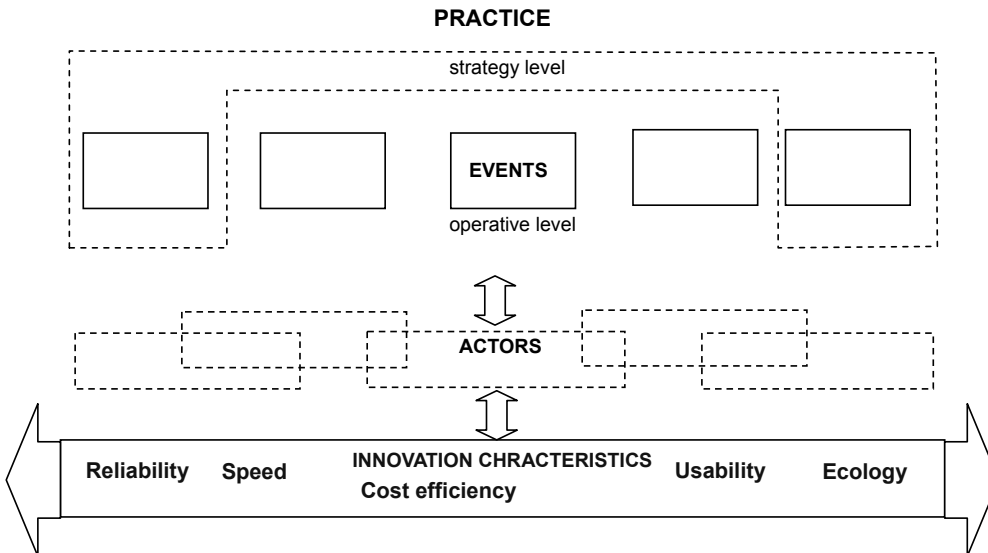 PRACTICE
strategy level
EVENTS
operative level
ACTORS
INNOVATION CHRACTERISTICS
Reliability Speed Usability Ecology
Cost efficiency